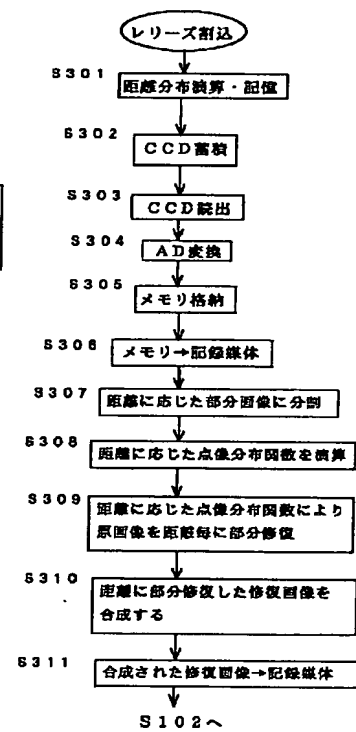 レリーズ割込
S301
距離分布演算・記憶
S302
CCD蓄積
S303
CCD読出
S304
AD変換
S305
メモリ格納
S306
メモリ→記録媒体
S307
距離に応じた部分画像に分割
S308
距離に応じた点像分布関数を演算
S309
距離に応じた点像分布関数により
原画像を距離毎に部分修復
S310
距離に部分修復した修復画像を
合成する
S311
合成された修復画像→記録媒体
S102へ